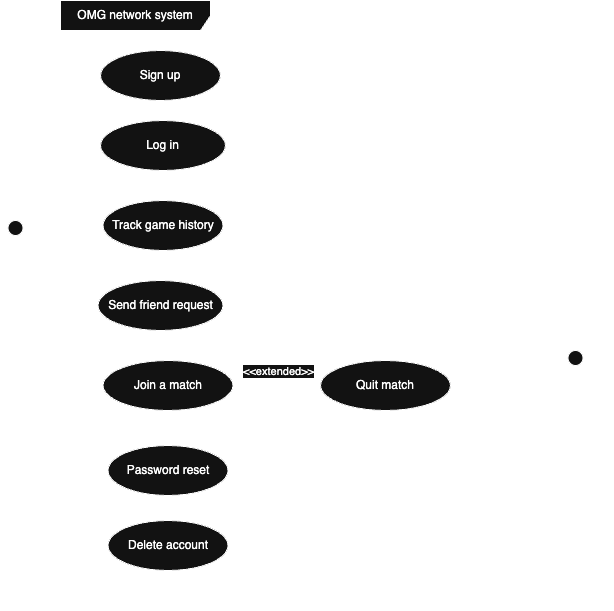 OMG network system
Sign up
Log in
Track game history
Send friend request
Join a match
<<extended>>
Quit match
Password reset
Delete account